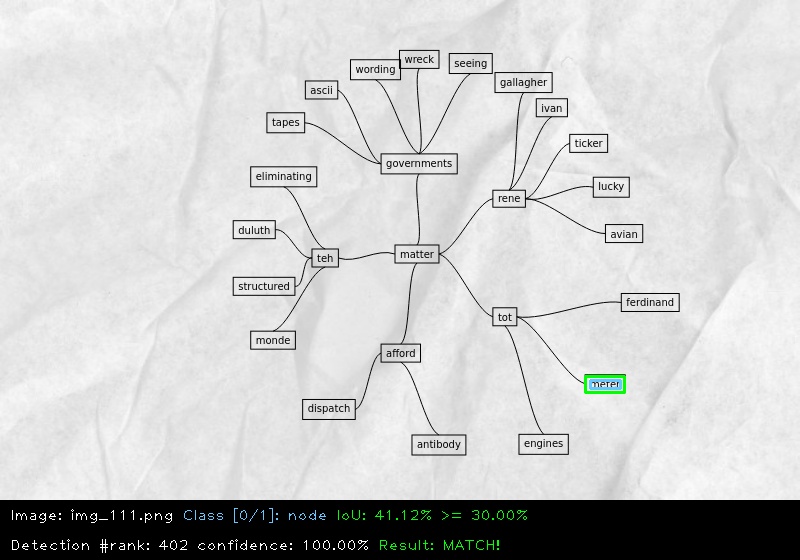 wreck
wording
seeing
gallagher
ascii
ivan
tapes
ticker
governments
eliminating
lucky
rene
duluth
avian
matter
teh
structured
ferdinand
tot
monde
afford
meter
dispatch
antibody
engines
Image: img_111.png Class [0/1]: node IoU: 41.12% >= 30.00%
Detection #rank: 402 confidence: 100.00% Result: MATCH!